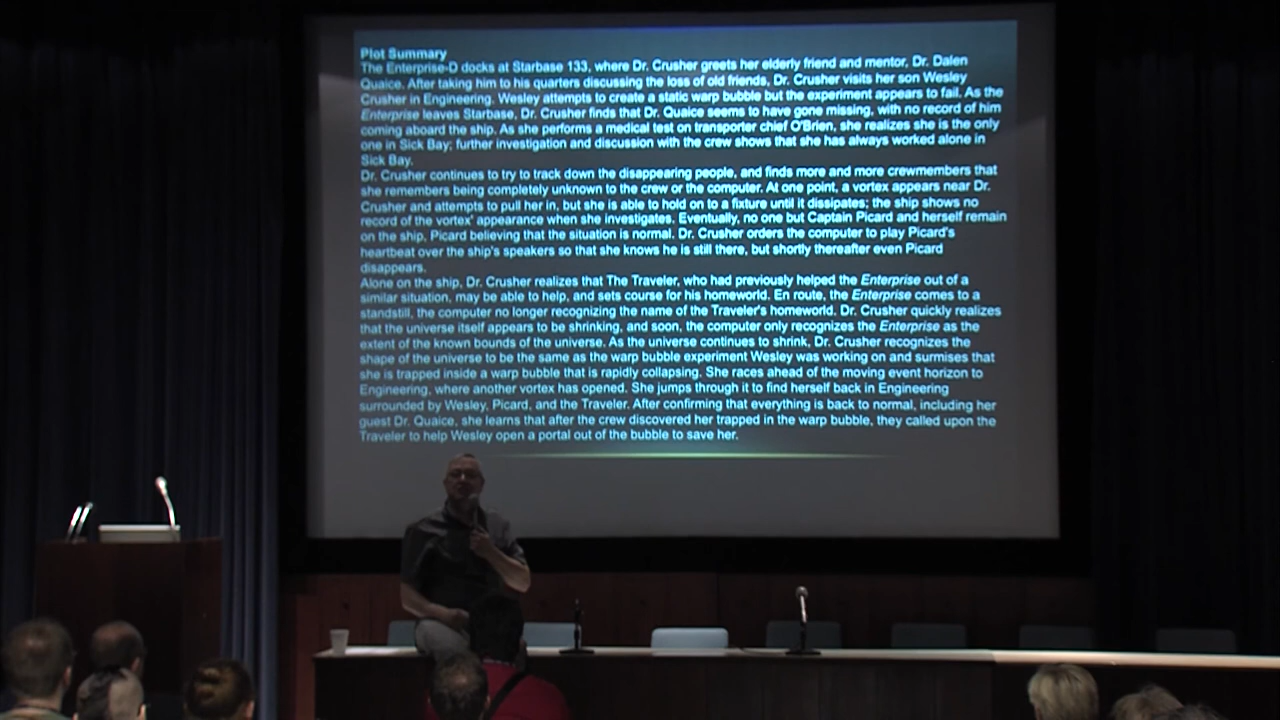 Plot Summary
The Enterprise-D docks at Starbase 133, where Dr. Crusher greets her elderly friend and mentor, Dr. Dalen
Quaice. After taking him to his quarters discussing the loss of old friends, Dr. Crusher visits her son Wesley
Crusher in Engineering. Wesley attempts to create a static warp bubble but the experiment appears to fail. As the
Enterprise leaves Starbase, Dr. Crusher finds that Dr. Quaice seems to have gone missing, with no record of him
coming aboard the ship. As she performs a medical test on transporter chief O'Brien, she realizes she is the only
one in Sick Bay; further investigation and discussion with the crew shows that she has always worked alone in
Sick Bay.
Dr. Crusher continues to try to track down the disappearing people, and finds more and more crewmembers that
she remembers being completely unknown to the crew or the computer. At one point, a vortex appears near Dr.
Crusher and attempts to pull her in, but she is able to hold on to a fixture until it dissipates; the ship shows no
record of the vortex' appearance when she investigates. Eventually, no one but Captain Picard and herself remain
on the ship, Picard believing that the situation is normal. Dr. Crusher orders the computer to play Picard's
heartbeat over the ship's speakers so that she knows he is still there, but shortly thereafter even Picard
disappears.
Alone on the ship, Dr. Crusher realizes that The Traveler, who had previously helped the Enterprise out of a
similar situation, may be able to help, and sets course for his homeworld. En route, the Enterprise comes to a
standstill, the computer no longer recognizing the name of the Traveler's homeworld. Dr. Crusher quickly realizes
that the universe itself appears to be shrinking, and soon, the computer only recognizes the Enterprise as the
extent of the known bounds of the universe. As the universe continues to shrink, Dr. Crusher recognizes the
shape of the universe to be the same as the warp bubble experiment Wesley was working on and surmises that
she is trapped inside a warp bubble that is rapidly collapsing. She races ahead of the moving event horizon to
Engineering, where another vortex has opened. She jumps through it to find herself back in Engineering
surrounded by Wesley, Picard, and the Traveler. After confirming that everything is back to normal, including her
guest Dr. Quaice, she learns that after the crew discovered her trapped in the warp bubble, they called upon the
Traveler to help Wesley open a portal out of the bubble to save her.